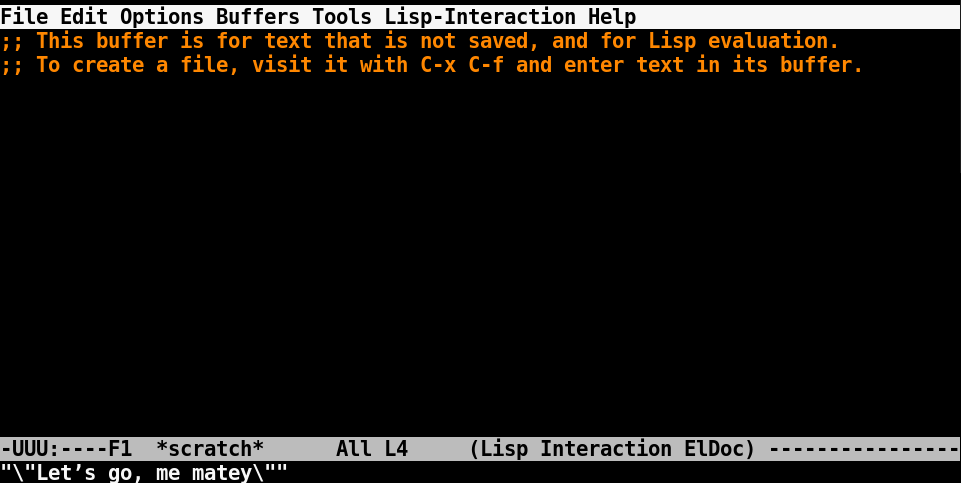 File Edit Options Buffers Tools Lisp-Interaction Help
;; This buffer is for text that is not saved, and for Lisp evaluation.
;; To create a file, visit it with C-x C-f and enter text in its buffer.
-UUU:----F1  *scratch*      All L4     (Lisp Interaction ElDoc) ----------------
"\"Let’s go, me matey\""